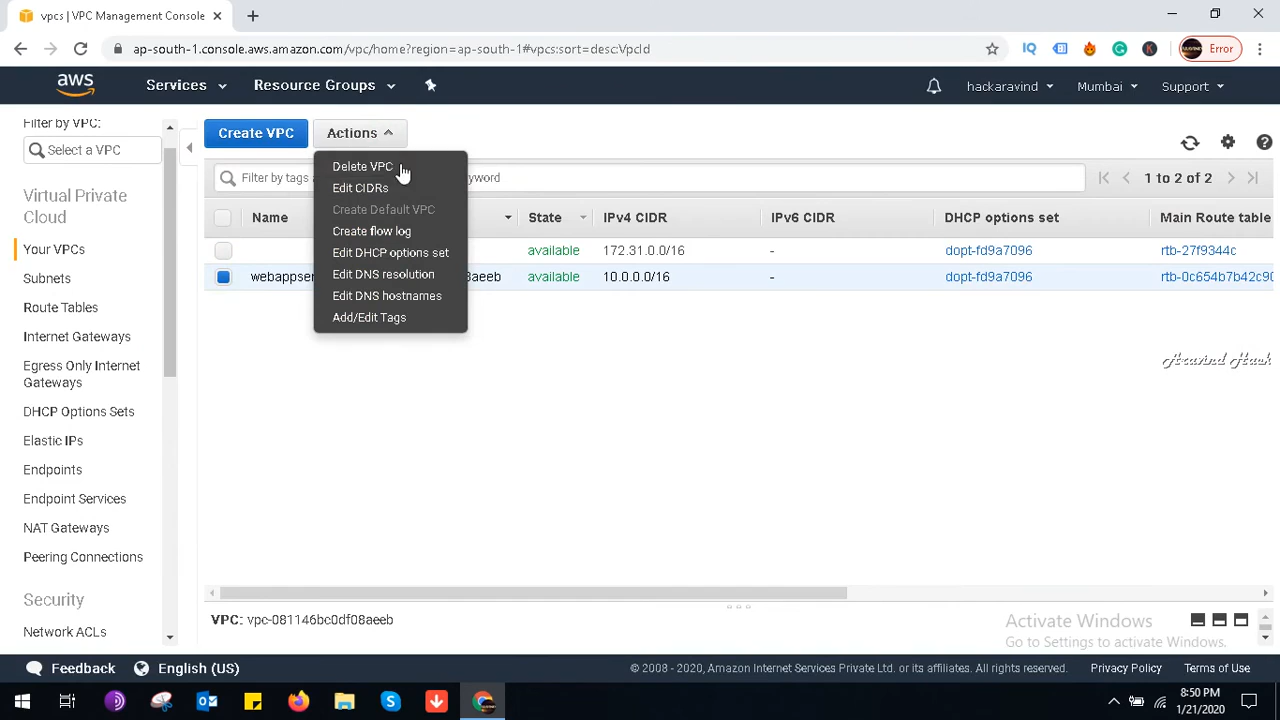 vpcs | VPC Management Console
ap-south-1.console.aws.amazon.com/vpc/home?region=ap-south-1#vpcs:sort=desc:VpcId
IQ
K
Error
aws
Services
Resource Groups
hackaravind
Mumbai
Support
Filter by VPC:
Select a VPC
Virtual Private
Cloud
Your VPCs
Subnets
Route Tables
Internet Gateways
Egress Only Internet
Gateways
DHCP Options Sets
Elastic IPs
Endpoints
Endpoint Services
NAT Gateways
Peering Connections
Security
Network ACLs
Create VPC
Actions
Delete VPC
Edit CIDRs
Create Default VPC
Create flow log
Edit DHCP options set
Edit DNS resolution
Edit DNS hostnames
Add/Edit Tags
Filter by tags yword
1 to 2 of 2
Name State IPv4 CIDR IPv6 CIDR DHCP options set Main Route table
available 172.31.0.0/16 - dopt-fd9a7096 rtb-27f9344c
webappser 8aeeb available 10.0.0.0/16 - dopt-fd9a7096 rtb-0c654b7b42c90
Aravind Hack
VPC: vpc-081146bc0df08aeeb
Activate Windows
Go to Settings to activate Windows.
Feedback
English (US)
© 2008 - 2020, Amazon Internet Services Private Ltd. or its affiliates. All rights reserved.
Privacy Policy
Terms of Use
8:50 PM
1/21/2020